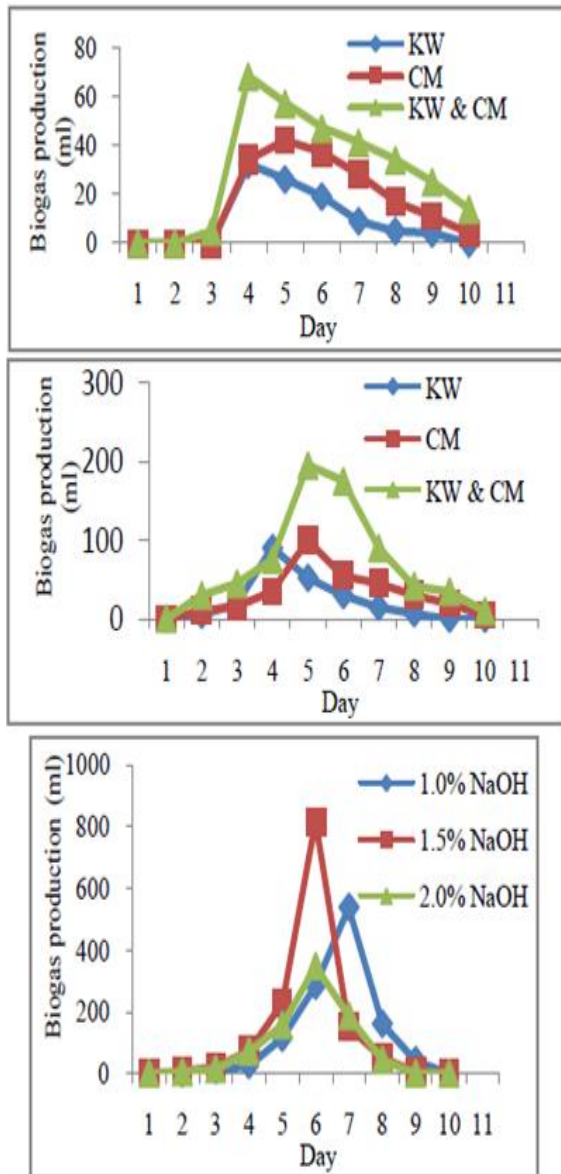 Biogas production
(ml)
80
60
40
20
0
KW
CM
KW & CM
1 2 3 4 5 6 7 8 9 10 11
Day
Biogas production
(ml)
300
200
100
0
KW
CM
KW & CM
1 2 3 4 5 6 7 8 9 10 11
Day
Biogas production (ml)
1000
800
600
400
200
0
1.0% NaOH
1.5% NaOH
2.0% NaOH
1 2 3 4 5 6 7 8 9 10 11
Day